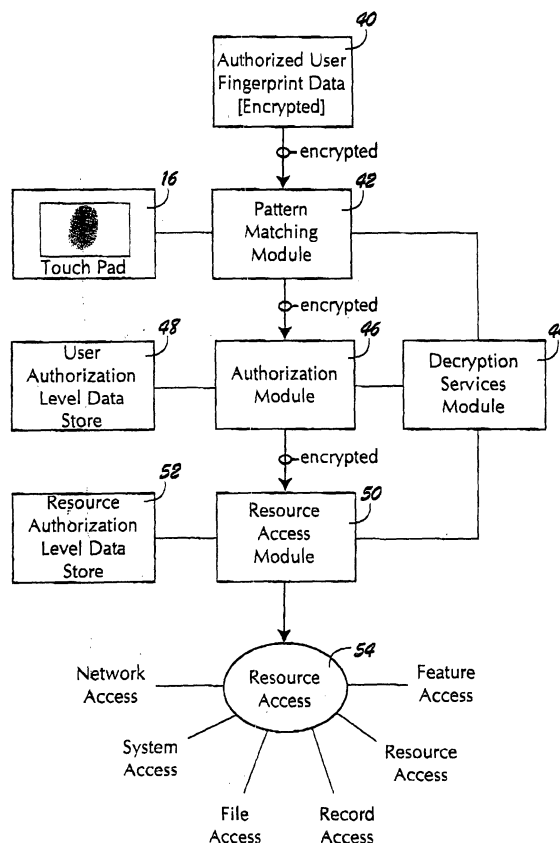 40
Authorized User
Fingerprint Data
[Encrypted]
encrypted
16
Touch Pad
42
Pattern
Matching
Module
encrypted
48
User
Authorization
Level Data
Store
46
Authorization
Module
Decryption
Services
Module
encrypted
52
Resource
Authorization
Level Data
Store
50
Resource
Access
Module
54
Resource
Access
Network
Access
Feature
Access
System
Access
Resource
Access
File
Access
Record
Access